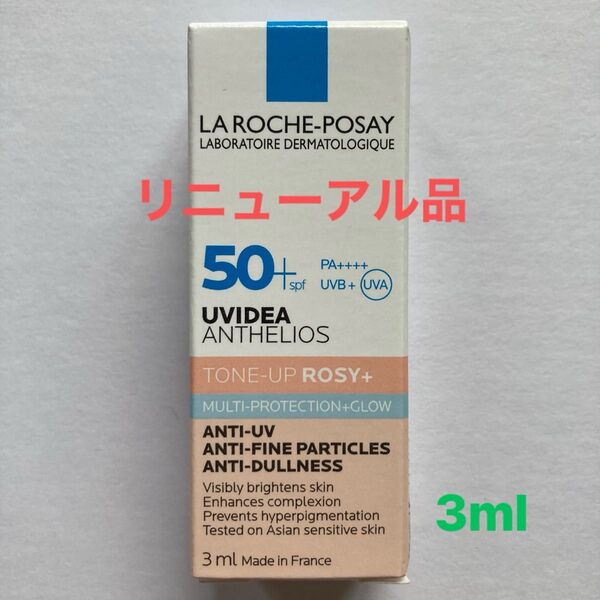 LA ROCHE-POSAY
LABORATOIRE DERMATOLOGIQUE
リニューアル品
50+ spf
PA++++
UVB + UVA
UVIDEA
ANTHELIOS
TONE-UP ROSY+
MULTI-PROTECTION+GLOW
ANTI-UV
ANTI-FINE PARTICLES
ANTI-DULLNESS
Visibly brightens skin
Enhances complexion
Prevents hyperpigmentation
Tested on Asian sensitive skin
3ml
3 ml Made in France